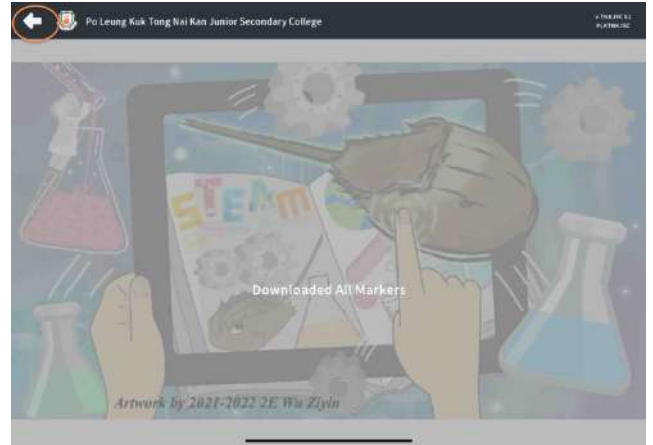 Po Leung Kuk Tong Nai Kan Junior Secondary College
STEAM
Downloaded All Markers
Artwork by 2021-2022 2E Wu Ziyin